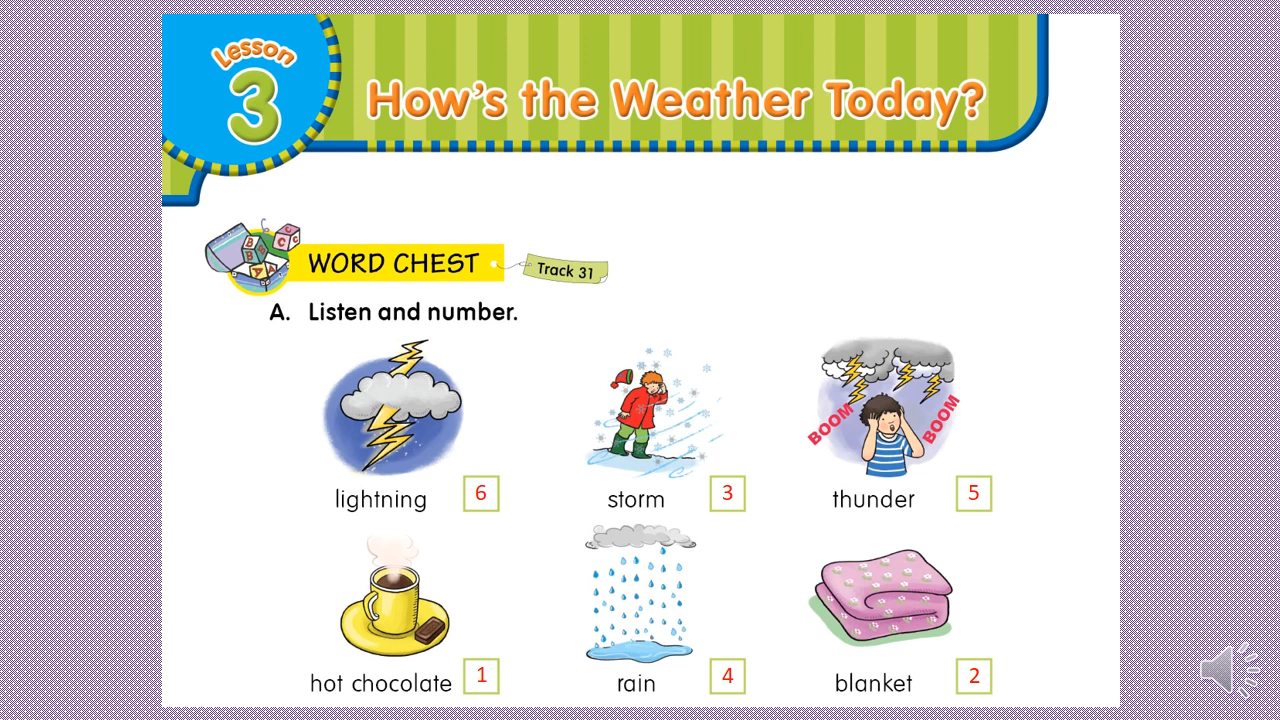 Lesson
3
How's the Weather Today?
WORD CHEST
Track 31
A. Listen and number.
BOOM
BOOM
lightning 6
storm 3
thunder 5
hot chocolate 1
rain 4
blanket 2